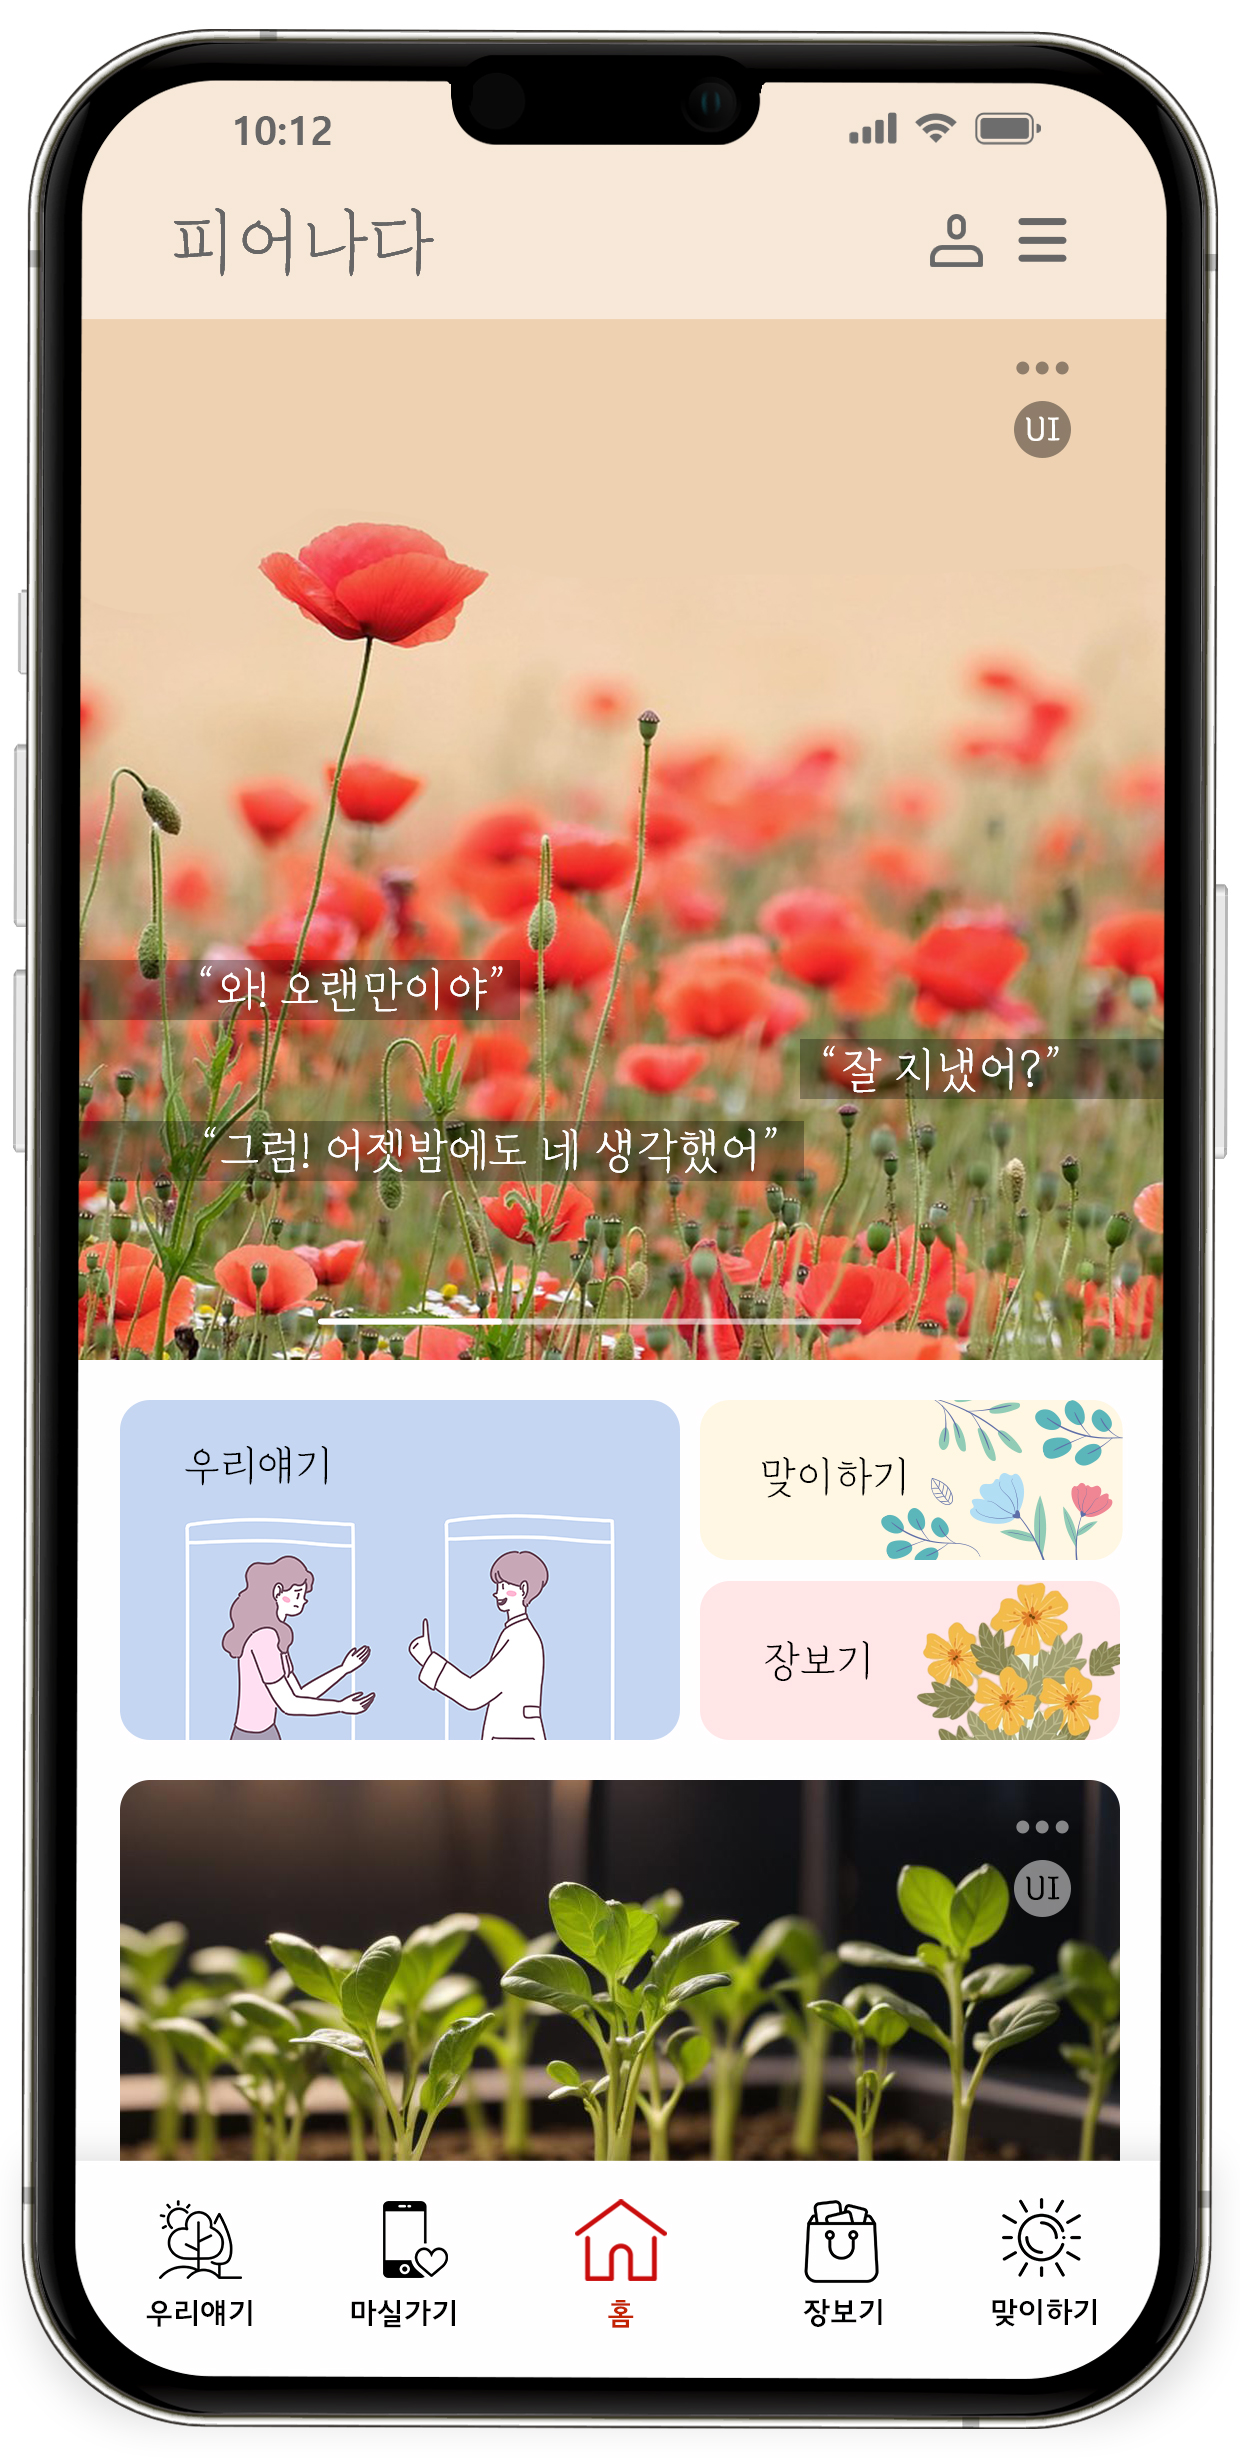 10:12
피어나다
UI
“와! 오랜만이야”
“잘 지냈어?”
“그럼! 어젯밤에도 네 생각했어”
우리얘기
맞이하기
장보기
UI
우리얘기
마실가기
홈
장보기
맞이하기